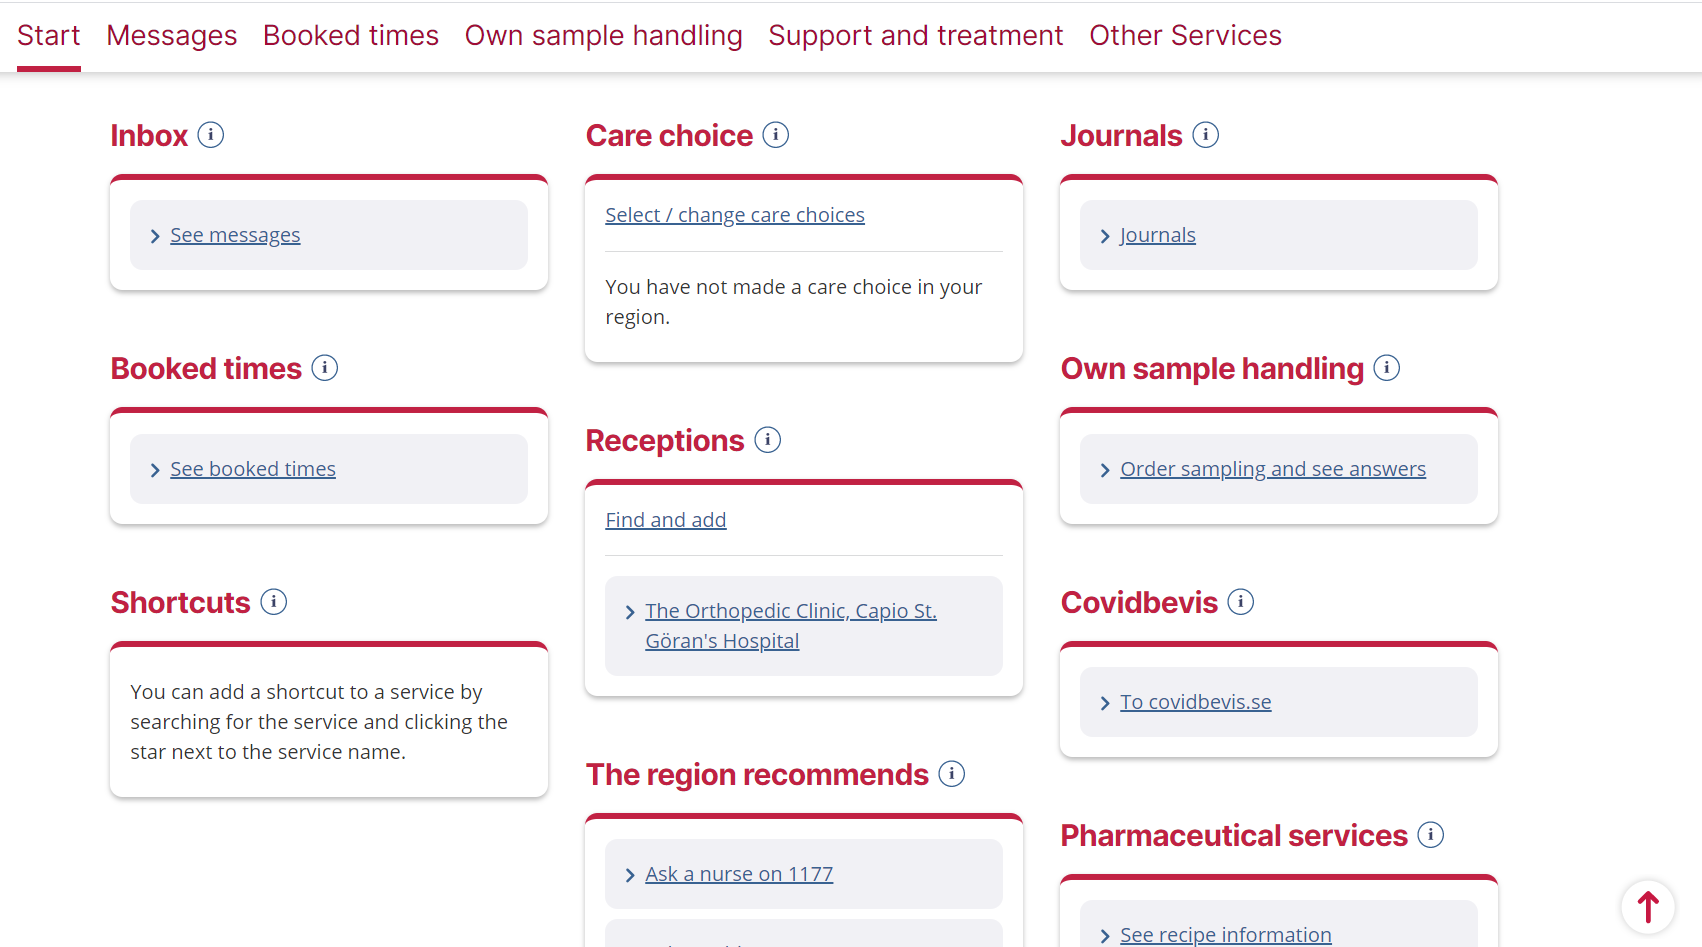 Start Messages Booked times Own sample handling Support and treatment Other Services
Inbox
See messages
Booked times
See booked times
Shortcuts
You can add a shortcut to a service by
searching for the service and clicking the
star next to the service name.
Care choice
Select / change care choices
You have not made a care choice in your
region.
Receptions
Find and add
The Orthopedic Clinic, Capio St.
Göran's Hospital
The region recommends
Ask a nurse on 1177
Journals
Journals
Own sample handling
Order sampling and see answers
Covidbevis
To covidbevis.se
Pharmaceutical services
See recipe information